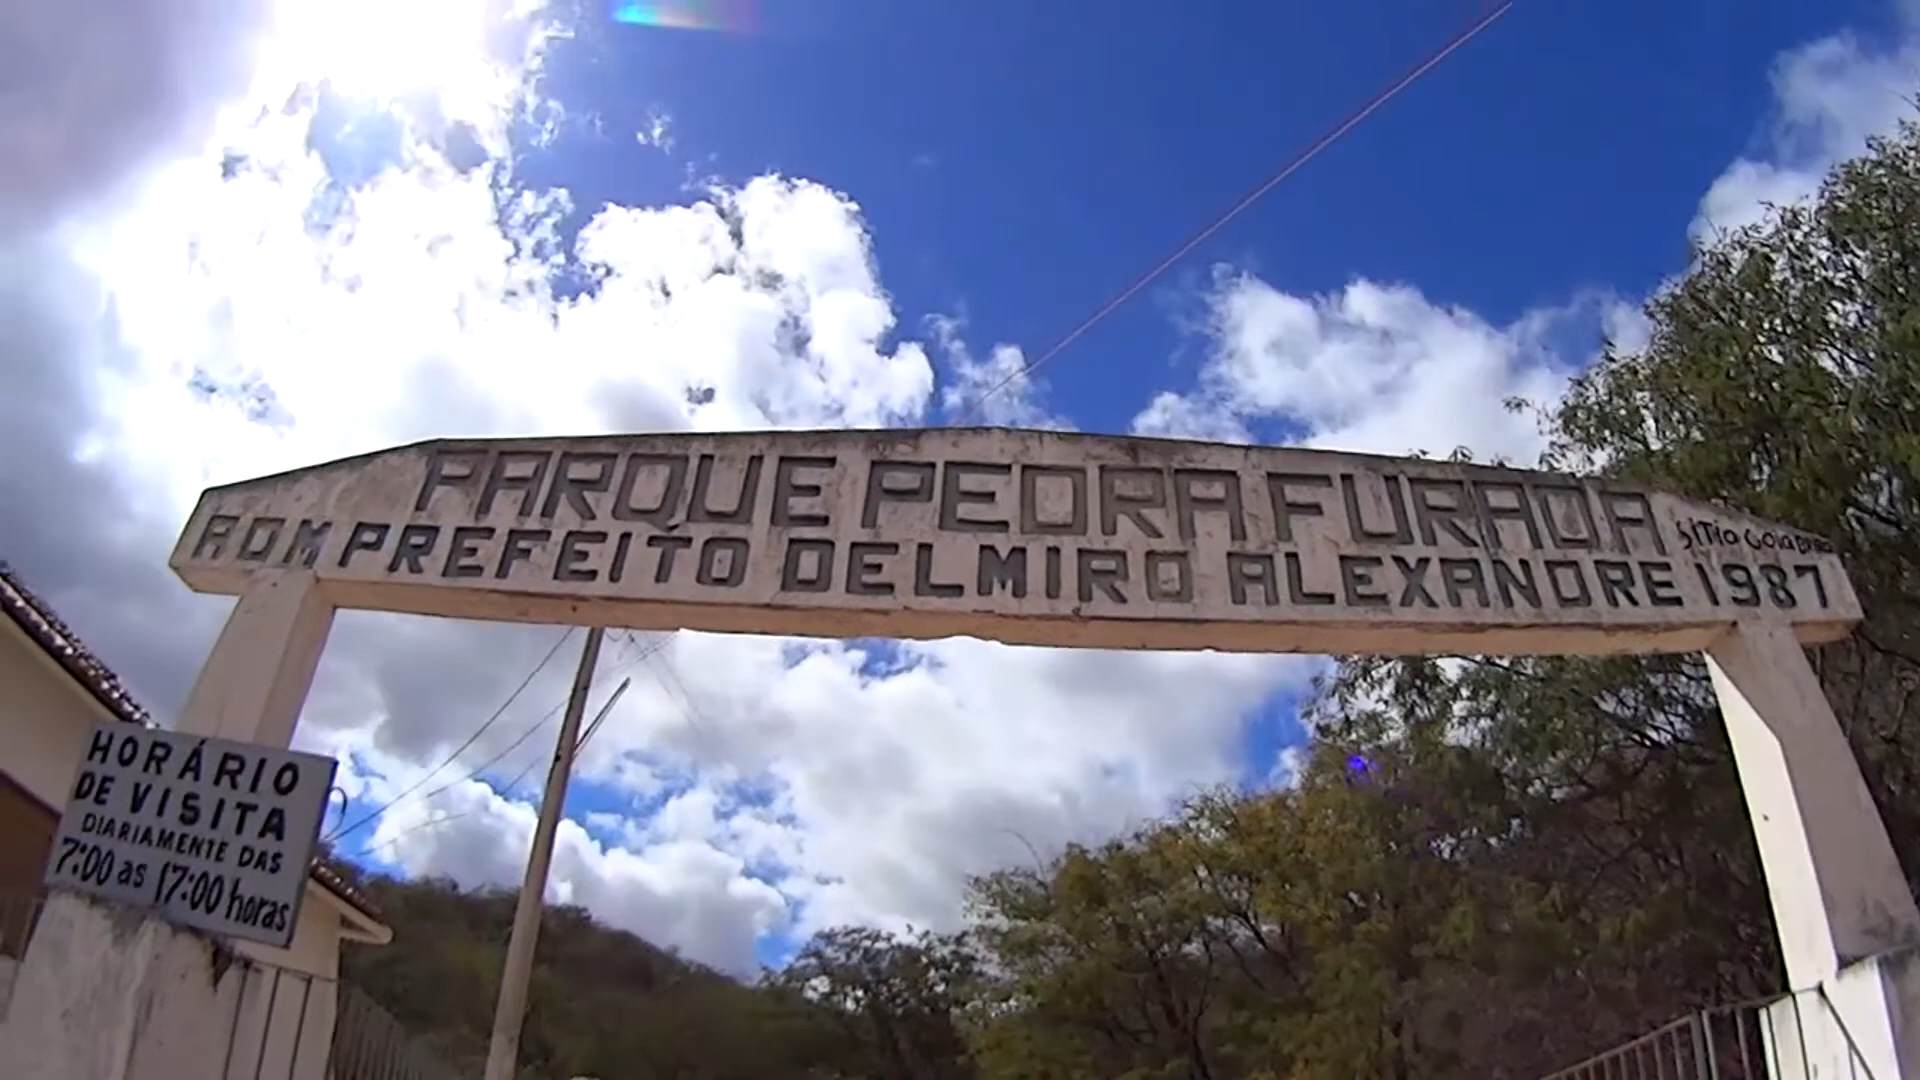 PARQUE PEDRA FURADA
ADM PREFEITO DELMIRO ALEXANDRE 1987
HORÁRIO
DE VISITA
DIARIAMENTE DAS
7:00 as 17:00 horas